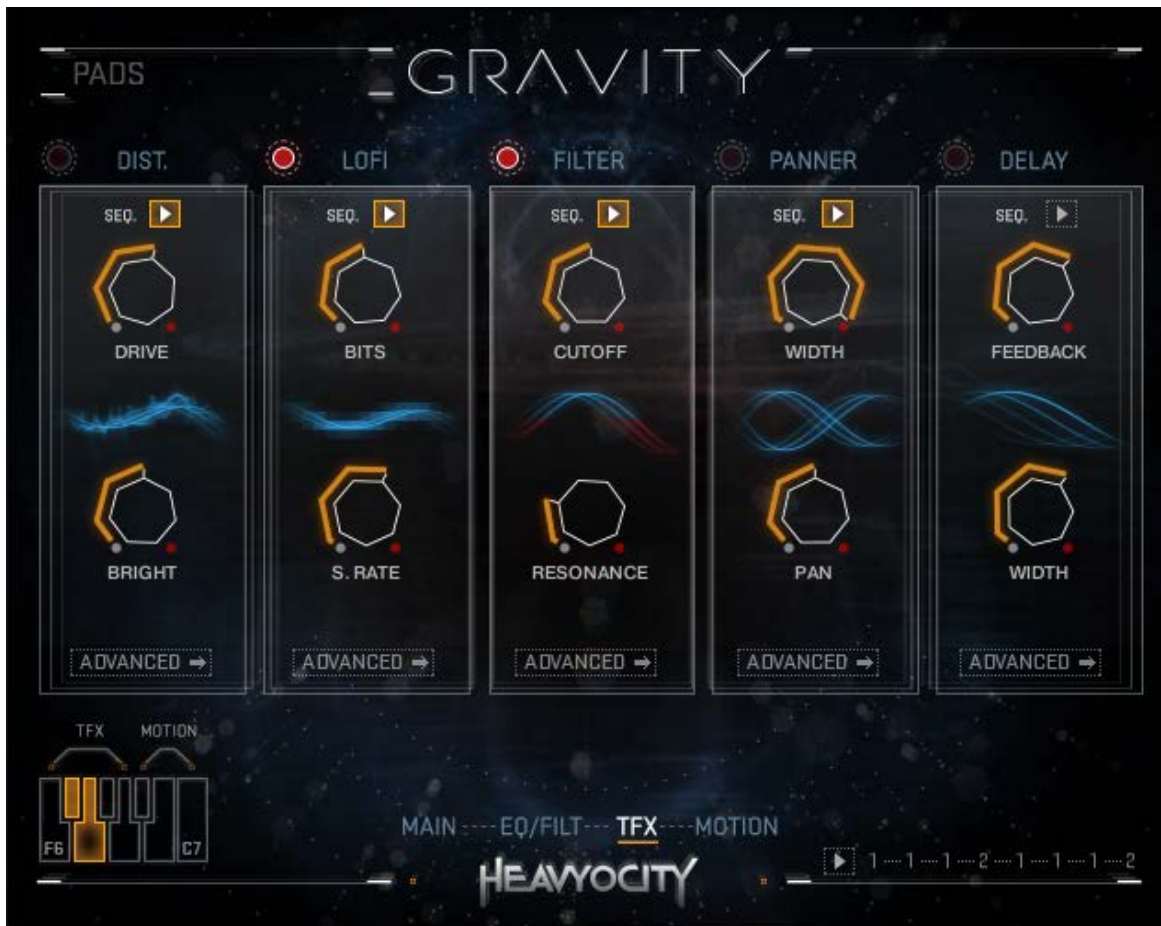 PADS
GRAVITY
DIST. LOFI FILTER PANNER DELAY
SEQ. SEQ. SEQ. SEQ. SEQ.
DRIVE BITS CUTOFF WIDTH FEEDBACK
BRIGHT S. RATE RESONANCE PAN WIDTH
ADVANCED ADVANCED ADVANCED ADVANCED ADVANCED
TFX MOTION
F6 C7
MAIN EQ/FILT TFX MOTION
1 1 1 2 1 1 1 2
HEAVYOCITY